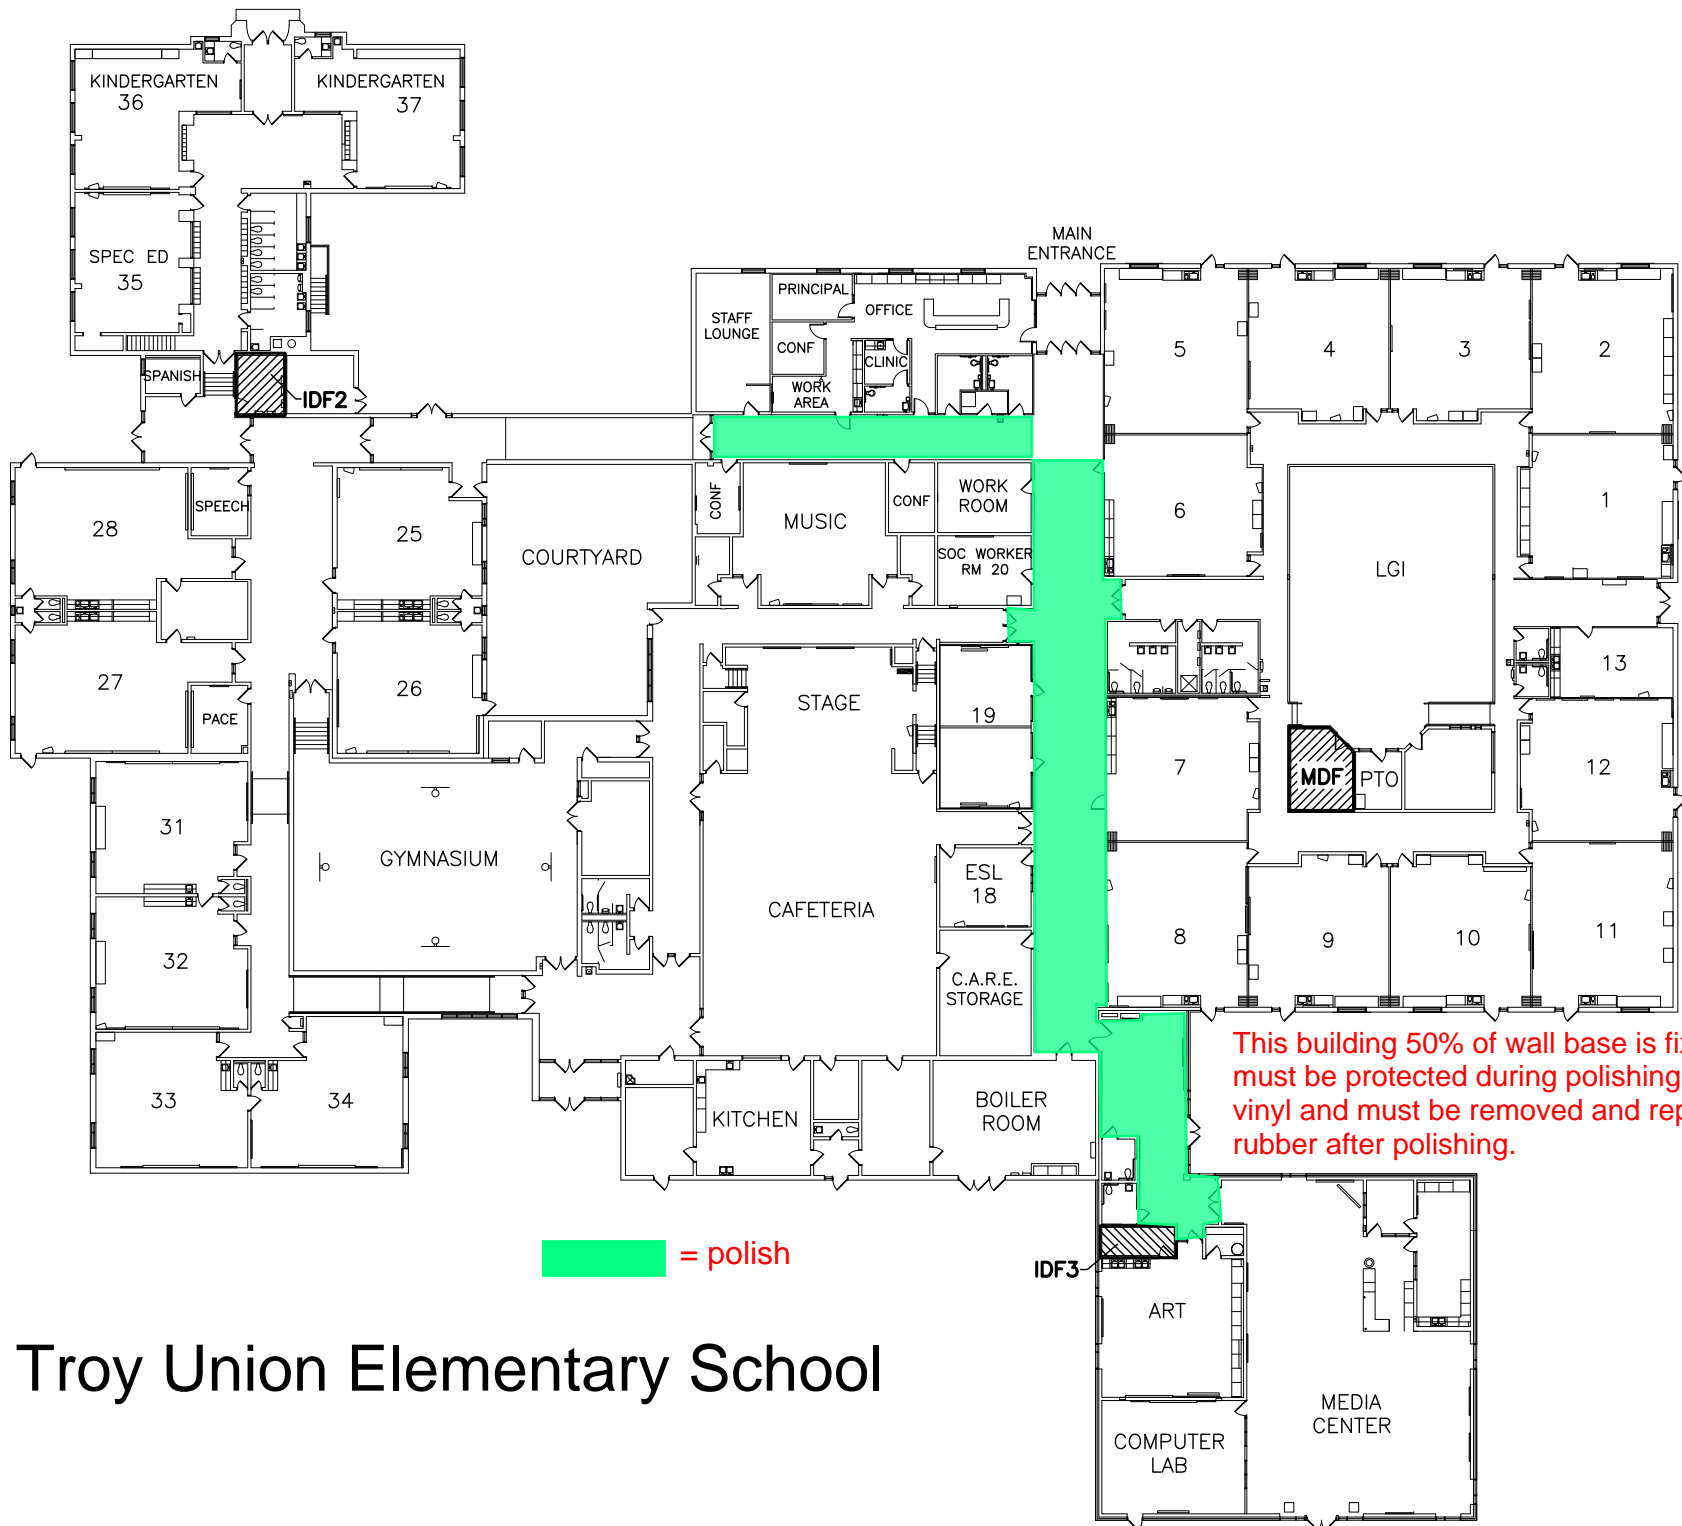 KINDERGARTEN
36
KINDERGARTEN
37
SPEC ED
35
SPANISH
IDF2
MAIN
ENTRANCE
STAFF
LOUNGE
PRINCIPAL
OFFICE
CONF
CLINIC
WORK
AREA
5
4
3
2
28
SPEECH
25
COURTYARD
CONF
MUSIC
CONF
WORK
ROOM
SOC WORKER
RM 20
6
LGI
1
27
PACE
26
STAGE
19
7
MDF
PTO
13
12
31
GYMNASIUM
CAFETERIA
ESL
18
32
C.A.R.E.
STORAGE
8
9
10
11
33
34
KITCHEN
BOILER
ROOM
This building 50% of wall base is
must be protected during polishing
vinyl and must be removed and
rubber after polishing.
= polish
IDF3
ART
Troy Union Elementary School
MEDIA
CENTER
COMPUTER
LAB